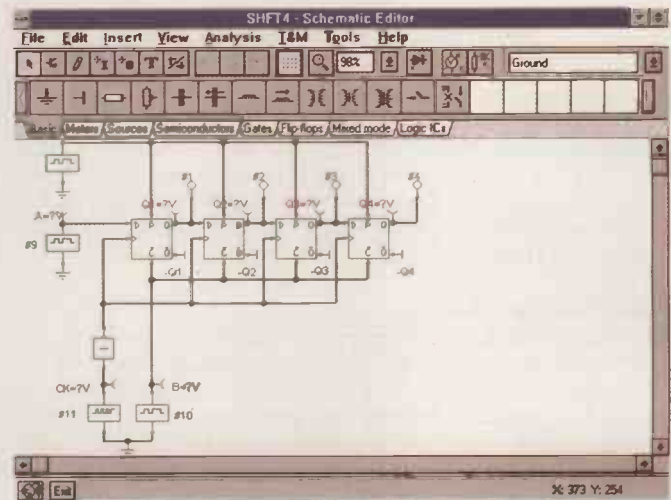 SHFT4 - Schematic Editor
File Edit Insert View Analysis T&M Tools Help
T 98% Ground
Basic Meters Sources Semiconductors Gates Flip-flops Mixed mode Logic ICs
#1 #2 #3 #4
A=?V
#9
D P Q D P Q D P Q D P Q
C C C C
-Q1 -Q2 -Q3 -Q4
CK=?V B=?V
#11 #10
Exit X: 373 Y: 254